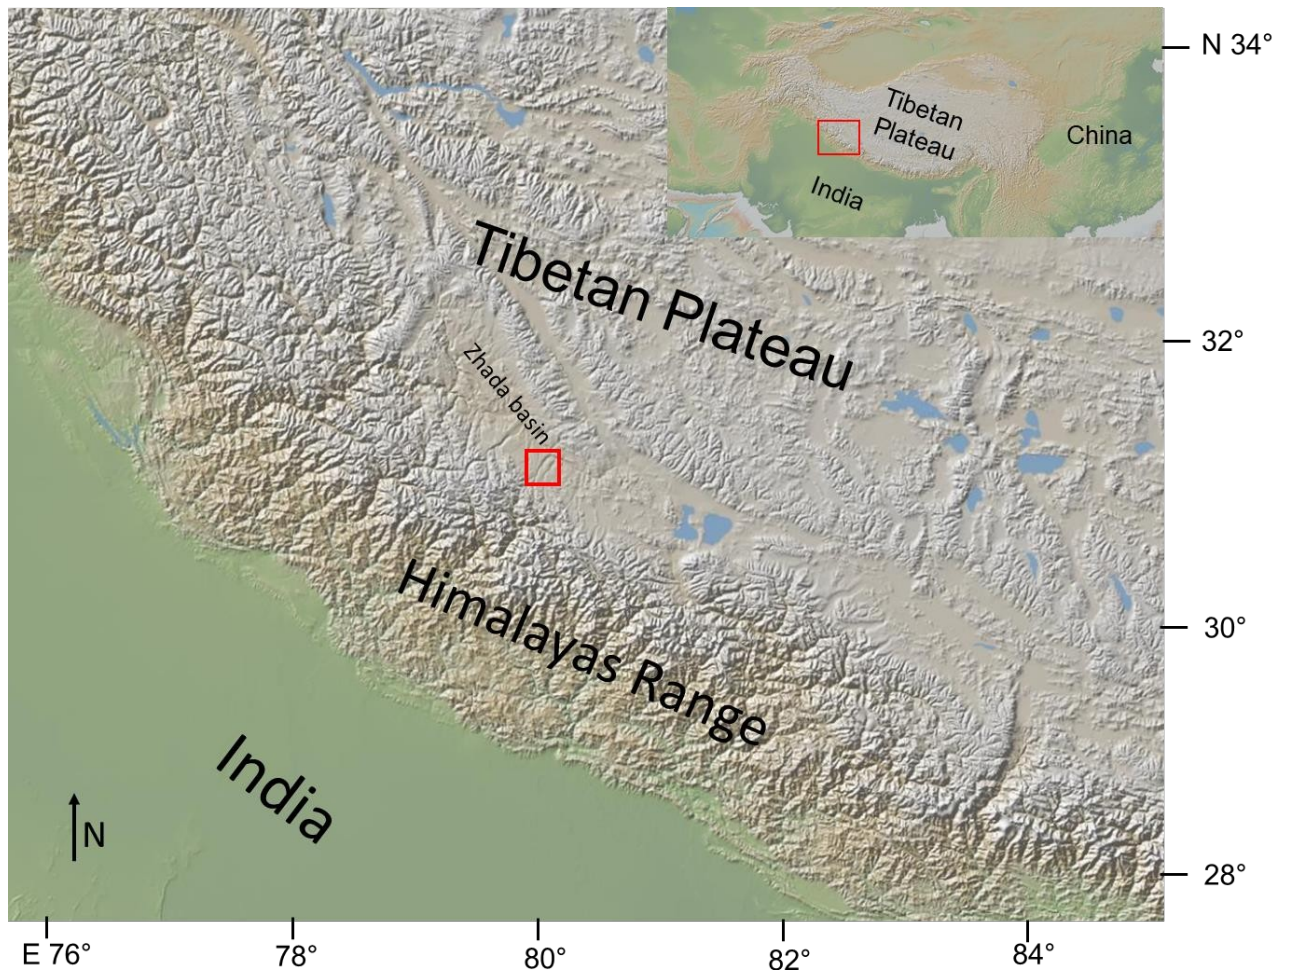 N 34°
Tibetan
Plateau
China
India
Tibetan Plateau
32°
Zhada basin
Himalayas Range
30°
India
N
28°
E 76°
78°
80°
82°
84°